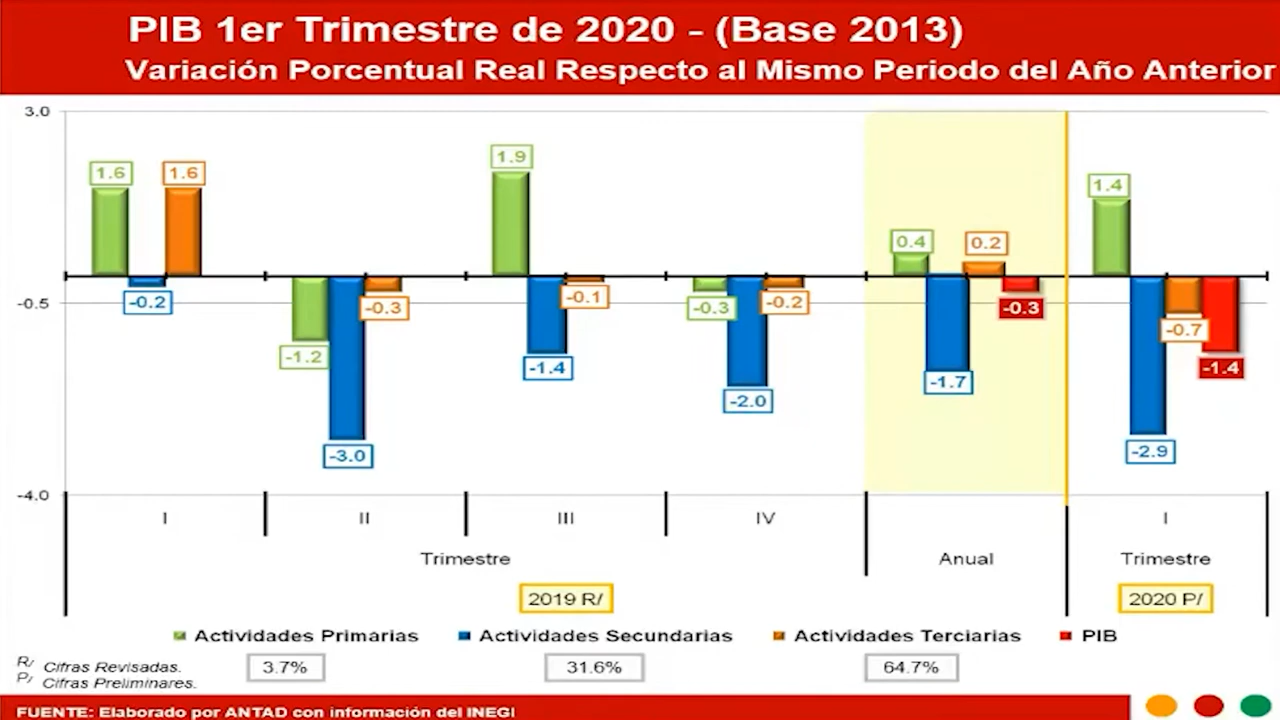 PIB 1er Trimestre de 2020 - (Base 2013)
Variación Porcentual Real Respecto al Mismo Periodo del Año Anterior
3.0
-0.5
-4.0
1.6
-0.2
1.6
-1.2
-3.0
-0.3
1.9
-1.4
-0.1
-0.3
-2.0
-0.2
0.4
-1.7
0.2
-0.3
1.4
-2.9
-0.7
-1.4
I II III IV I
Trimestre Anual Trimestre
2019 R/ 2020 P/
Actividades Primarias Actividades Secundarias Actividades Terciarias PIB
3.7% 31.6% 64.7%
R/ Cifras Revisadas.
P/ Cifras Preliminares.
FUENTE: Elaborado por ANTAD con información del INEGI